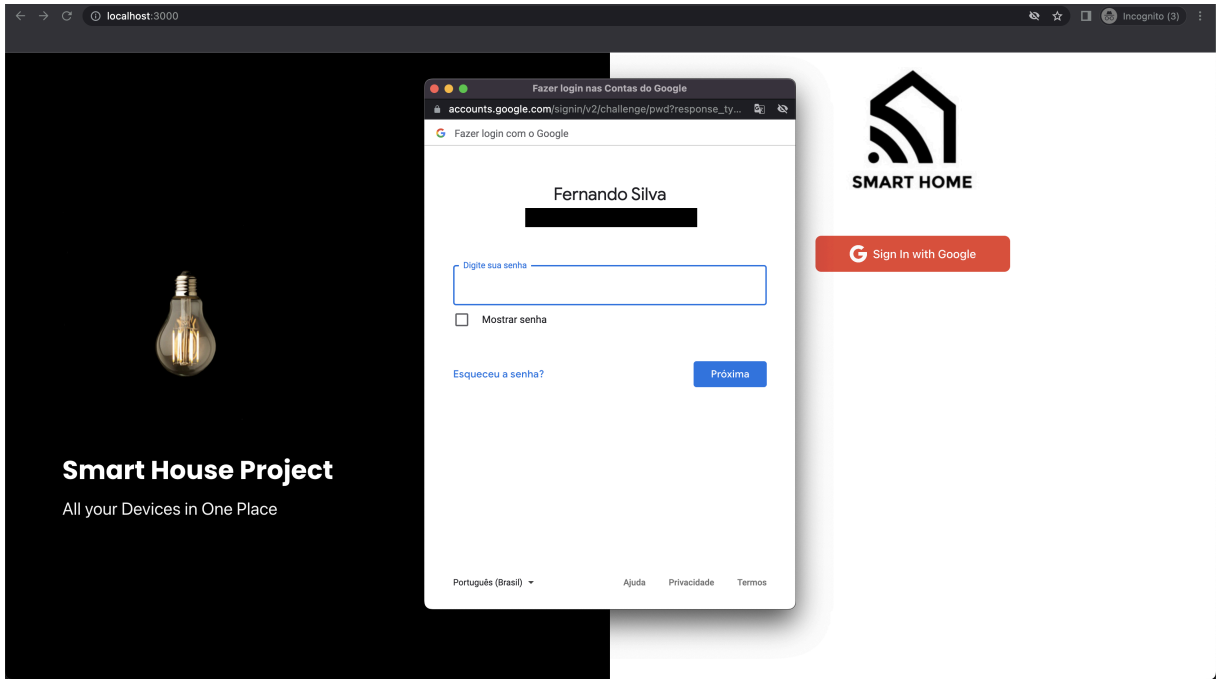 localhost:3000
Incognito (3)
Fazer login nas Contas do Google
accounts.google.com/signin/v2/challenge/pwd?response_ty...
Fazer login com o Google
Fernando Silva
Digite sua senha
Mostrar senha
Esqueceu a senha?
Próxima
Português (Brasil)
Ajuda
Privacidade
Termos
Smart House Project
All your Devices in One Place
SMART HOME
Sign In with Google